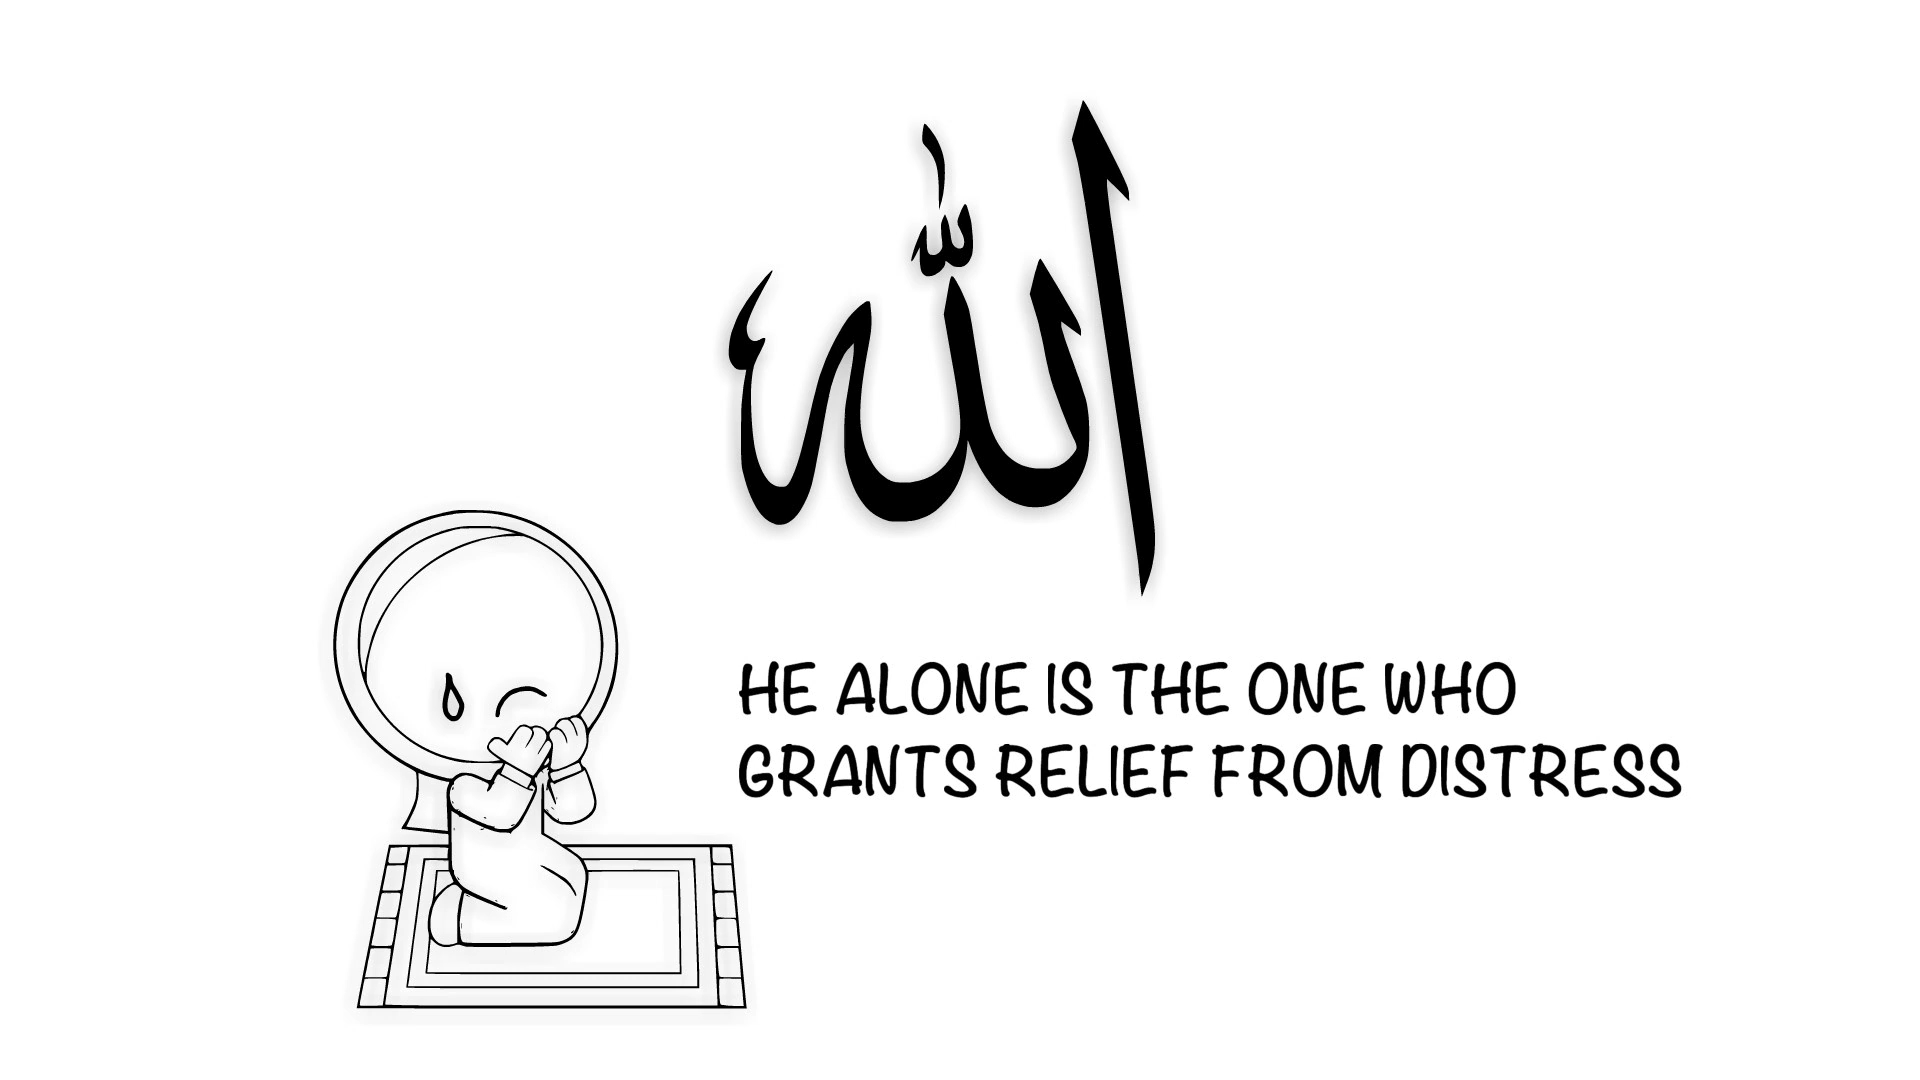 الله
HE ALONE IS THE ONE WHO
GRANTS RELIEF FROM DISTRESS